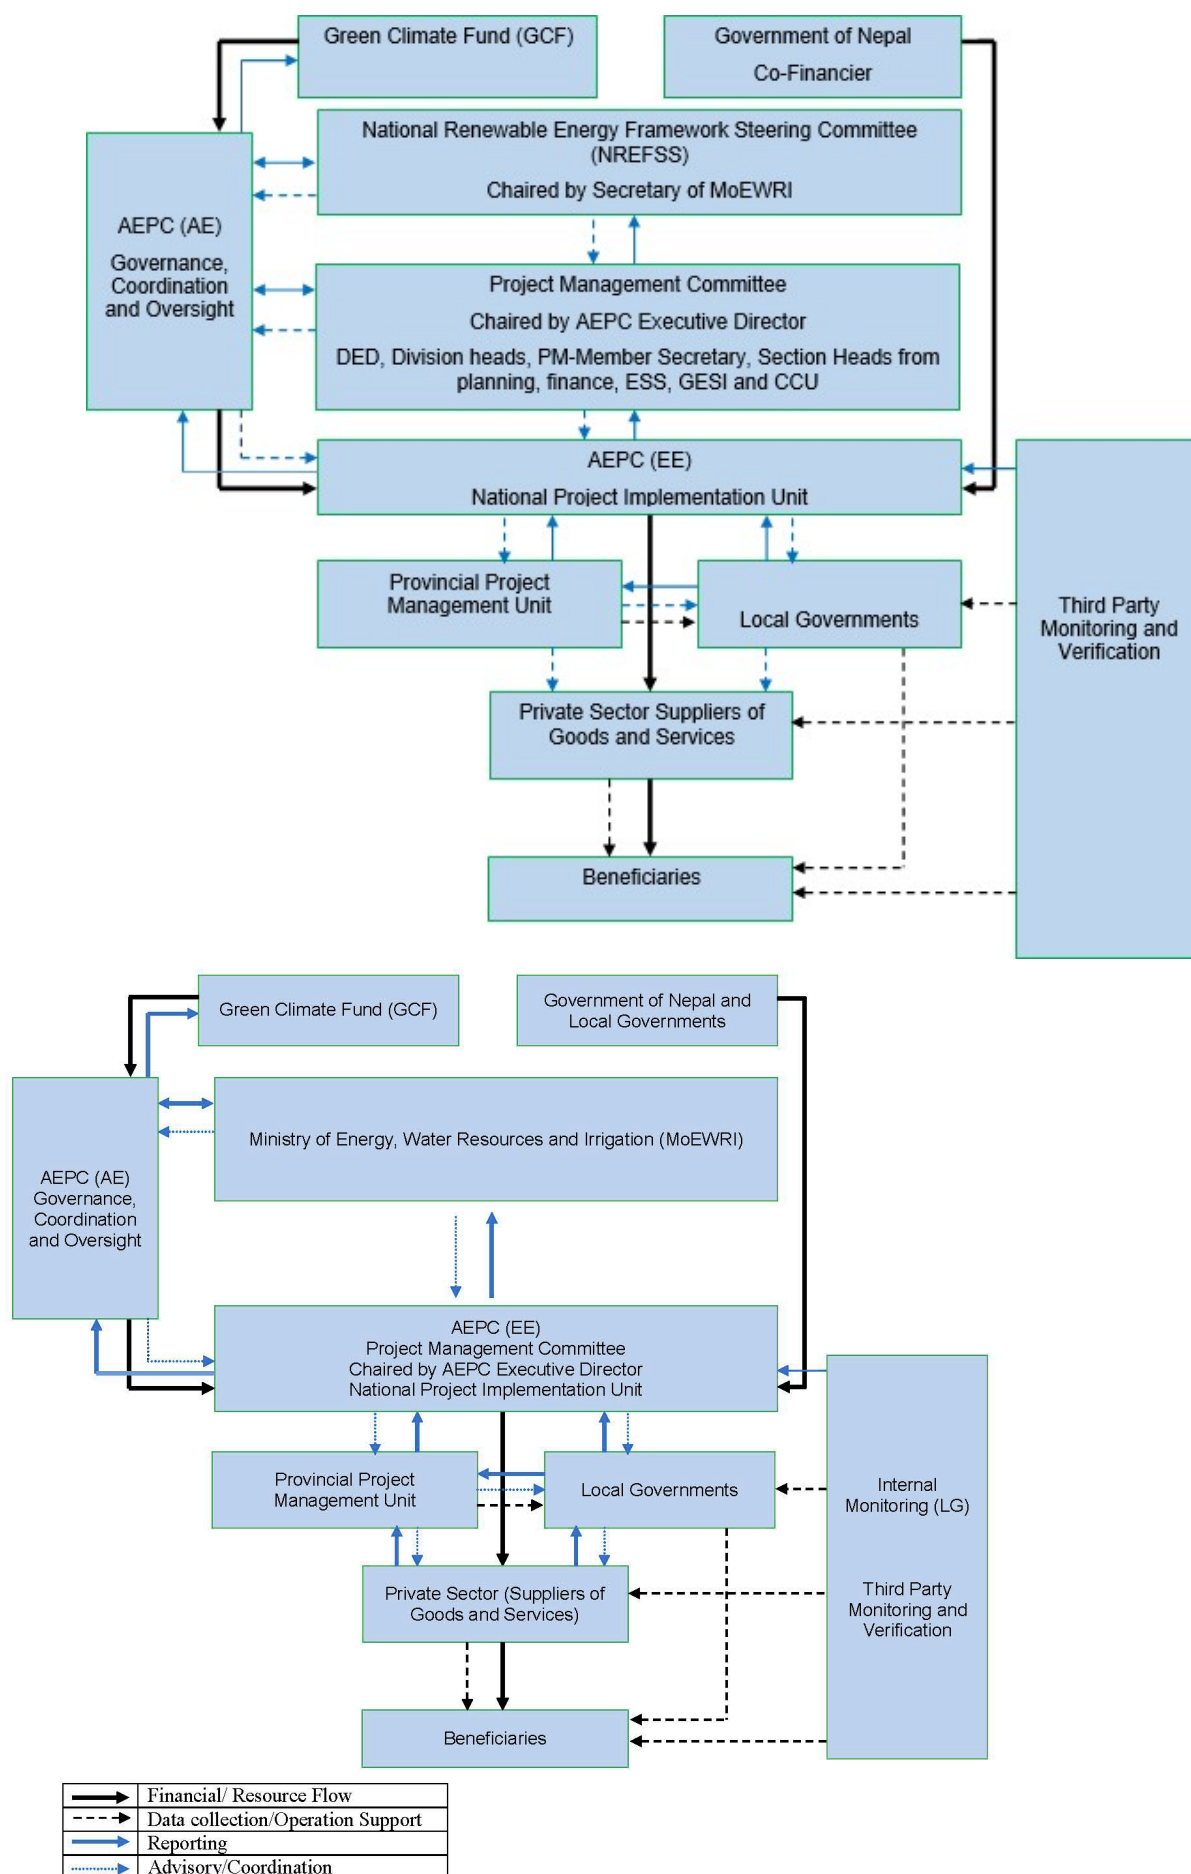 Green Climate Fund (GCF)
Government of Nepal
Co-Financier
National Renewable Energy Framework Steering Committee
(NREFSS)
Chaired by Secretary of MoEWRI
AEPC (AE)
Governance,
Coordination
and Oversight
Project Management Committee
Chaired by AEPC Executive Director
DED, Division heads, PM-Member Secretary, Section Heads from
planning, finance, ESS, GESI and CCU
AEPC (EE)
National Project Implementation Unit
Provincial Project
Management Unit
Local Governments
Third Party
Monitoring and
Verification
Private Sector Suppliers of
Goods and Services
Beneficiaries
Green Climate Fund (GCF)
Government of Nepal and
Local Governments
Ministry of Energy, Water Resources and Irrigation (MoEWRI)
AEPC (AE)
Governance,
Coordination
and Oversight
AEPC (EE)
Project Management Committee
Chaired by AEPC Executive Director
National Project Implementation Unit
Provincial Project
Management Unit
Local Governments
Internal
Monitoring (LG)
Third Party
Monitoring and
Verification
Private Sector (Suppliers of
Goods and Services)
Beneficiaries
Financial/ Resource Flow
Data collection/Operation Support
Reporting
Advisory/Coordination